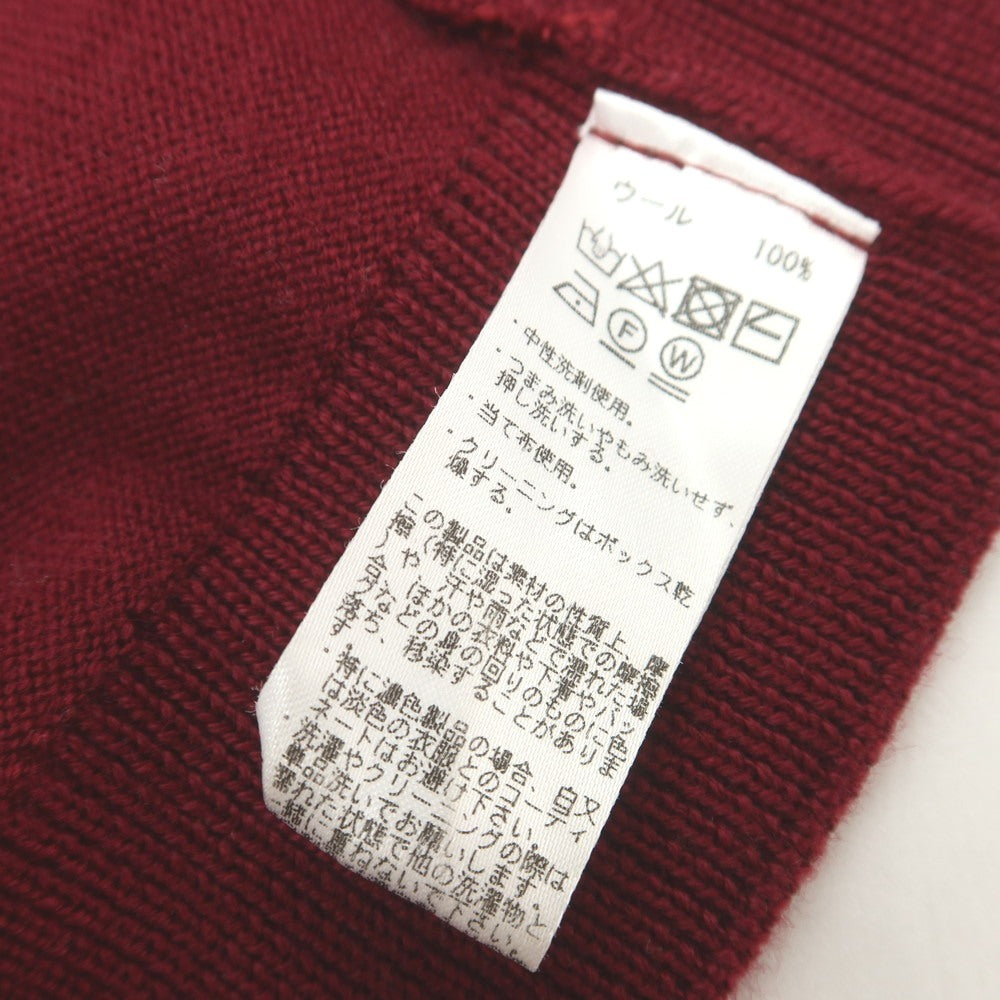 ウール 100%
F W
・中性洗剤使用。
・つまみ洗いやもみ洗いせず、
押し洗いする。
・当て布使用。
・クリーニングはボックス乾
燥する。
この製品は素材の性質上、摩擦
(特に湿った状態での摩擦)や
汗や雨などで濡れた場合、
ほかの衣料や下着やバッグ
などの身の回りのものに色落ち、
移染することがあります。
・特に濃色製品の場合、白又
は淡色の衣服とのコーディ
ネートはお避け下さい。
洗濯やクリーニングの際は
単品洗いでお願いします。
濡れた状態で他の洗濯物と
重ねないで下さい